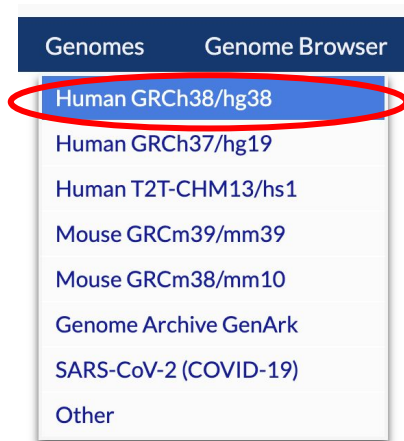 Genomes Genome Browser
Human GRCh38/hg38
Human GRCh37/hg19
Human T2T-CHM13/hs1
Mouse GRCm39/mm39
Mouse GRCm38/mm10
Genome Archive GenArk
SARS-CoV-2 (COVID-19)
Other